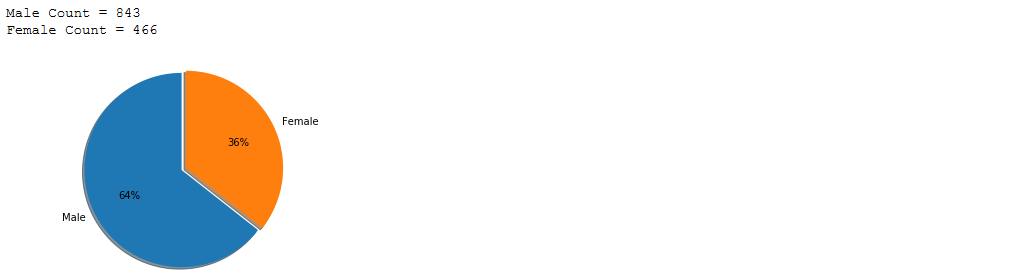 Male Count = 843
Female Count = 466
Female
36%
64%
Male